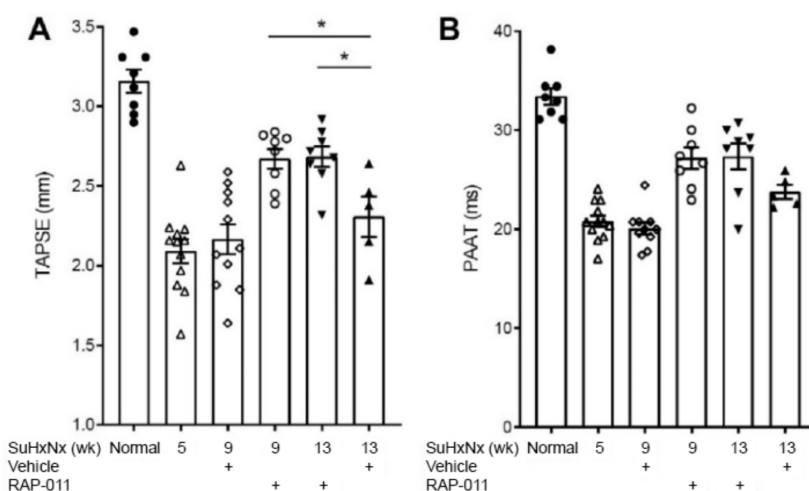 A
3.5
3.0
2.5
2.0
1.5
1.0
TAPSE (mm)
* 
*
SuHxNx (wk) Normal 5 9 9 13 13
Vehicle + +
RAP-011 + +
B
40
30
20
10
0
PAAT (ms)
SuHxNx (wk) Normal 5 9 9 13 13
Vehicle + +
RAP-011 + +